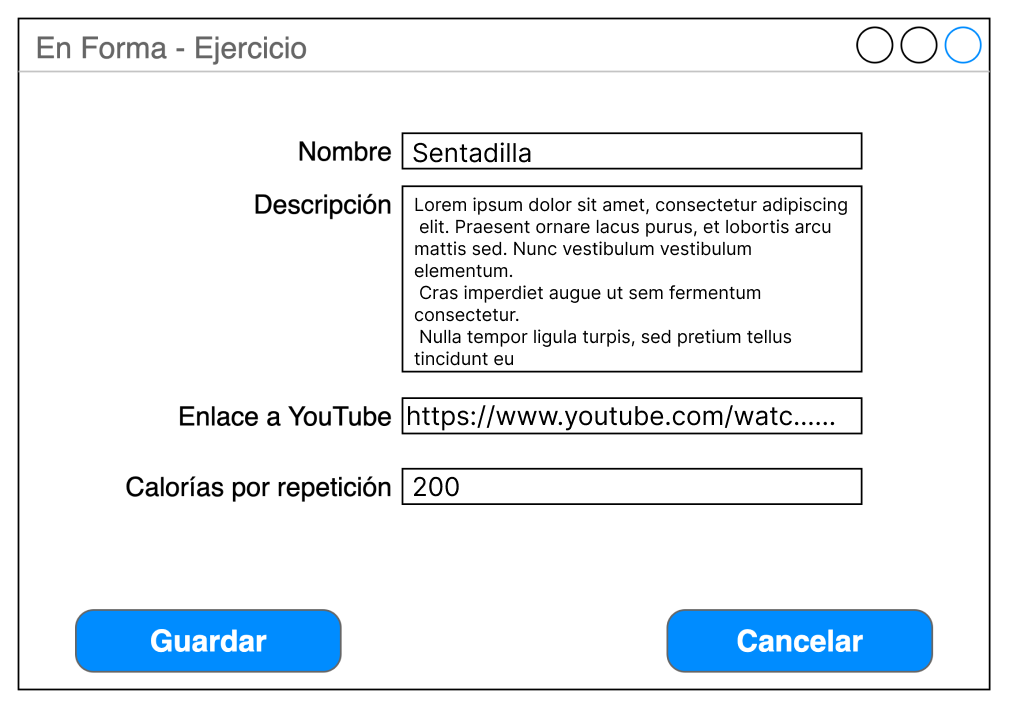 En Forma - Ejercicio
Nombre Sentadilla
Descripción Lorem ipsum dolor sit amet, consectetur adipiscing
elit. Praesent ornare lacus purus, et lobortis arcu
mattis sed. Nunc vestibulum vestibulum
elementum.
Cras imperdiet augue ut sem fermentum
consectetur.
Nulla tempor ligula turpis, sed pretium tellus
tincidunt eu
Enlace a YouTube https://www.youtube.com/watc......
Calorías por repetición 200
Guardar Cancelar